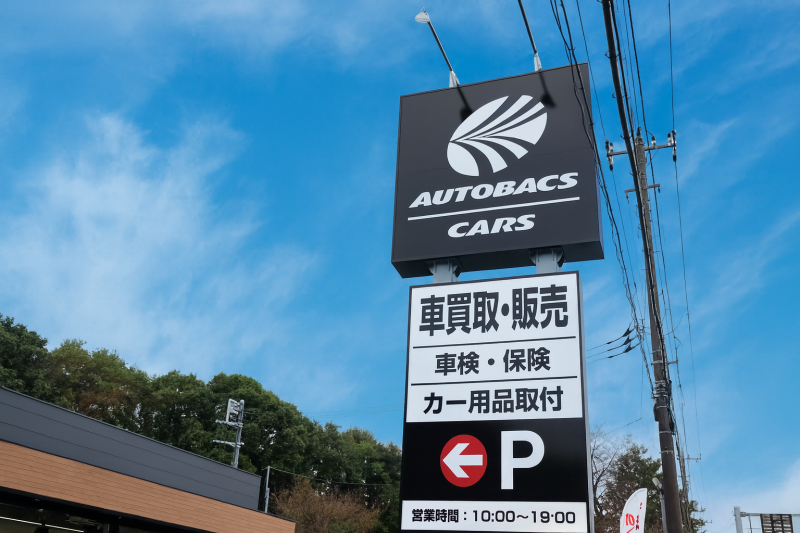 AUTOBACS
CARS
車買取・販売
車検・保険
カー用品取付
P
営業時間：10:00～19:00